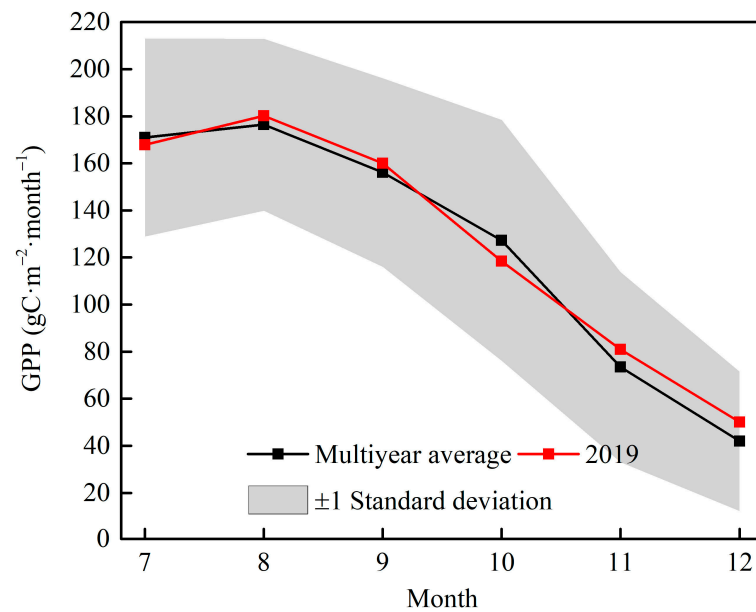 220
200
180
160
140
120
100
80
60
40
20
0
GPP (gC·m⁻²·month⁻¹)
Multiyear average 2019
±1 Standard deviation
7 8 9 10 11 12
Month